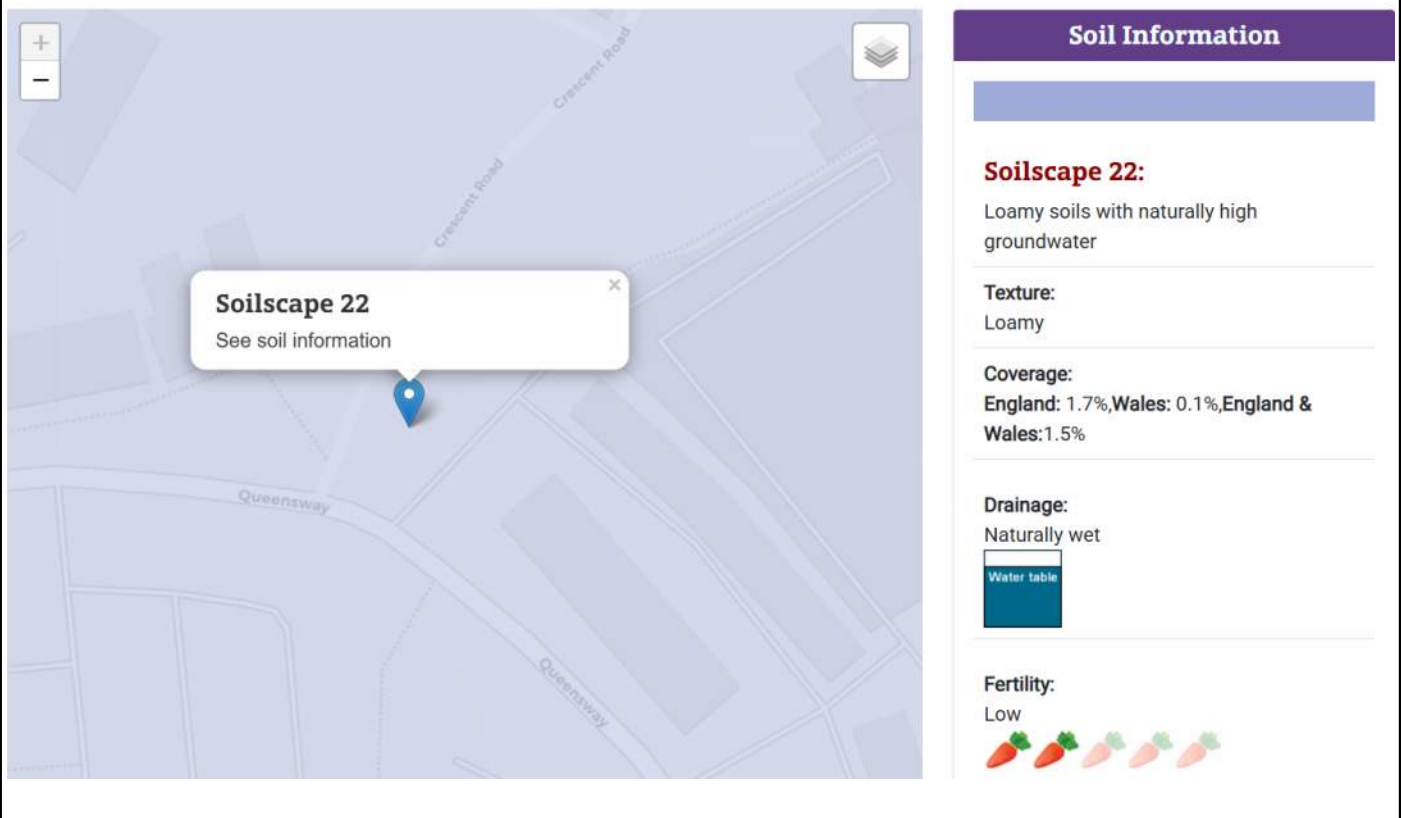 +
−
Crescent Road
Crescent Road
Soilscape 22
×
See soil information
Queensway
Queensway
Soil Information
Soilscape 22:
Loamy soils with naturally high
groundwater
Texture:
Loamy
Coverage:
England: 1.7%,Wales: 0.1%,England &
Wales:1.5%
Drainage:
Naturally wet
Water table
Fertility:
Low